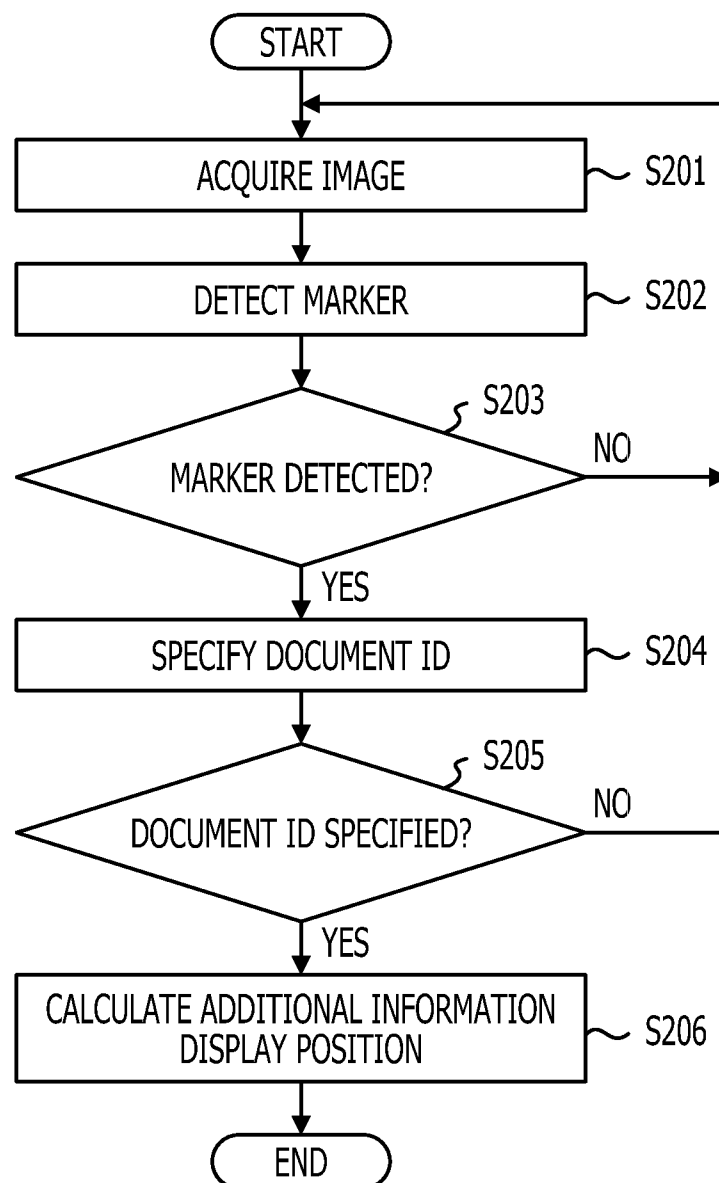 START
ACQUIRE IMAGE
S201
DETECT MARKER
S202
S203
MARKER DETECTED?
NO
YES
SPECIFY DOCUMENT ID
S204
S205
DOCUMENT ID SPECIFIED?
NO
YES
CALCULATE ADDITIONAL INFORMATION
DISPLAY POSITION
S206
END